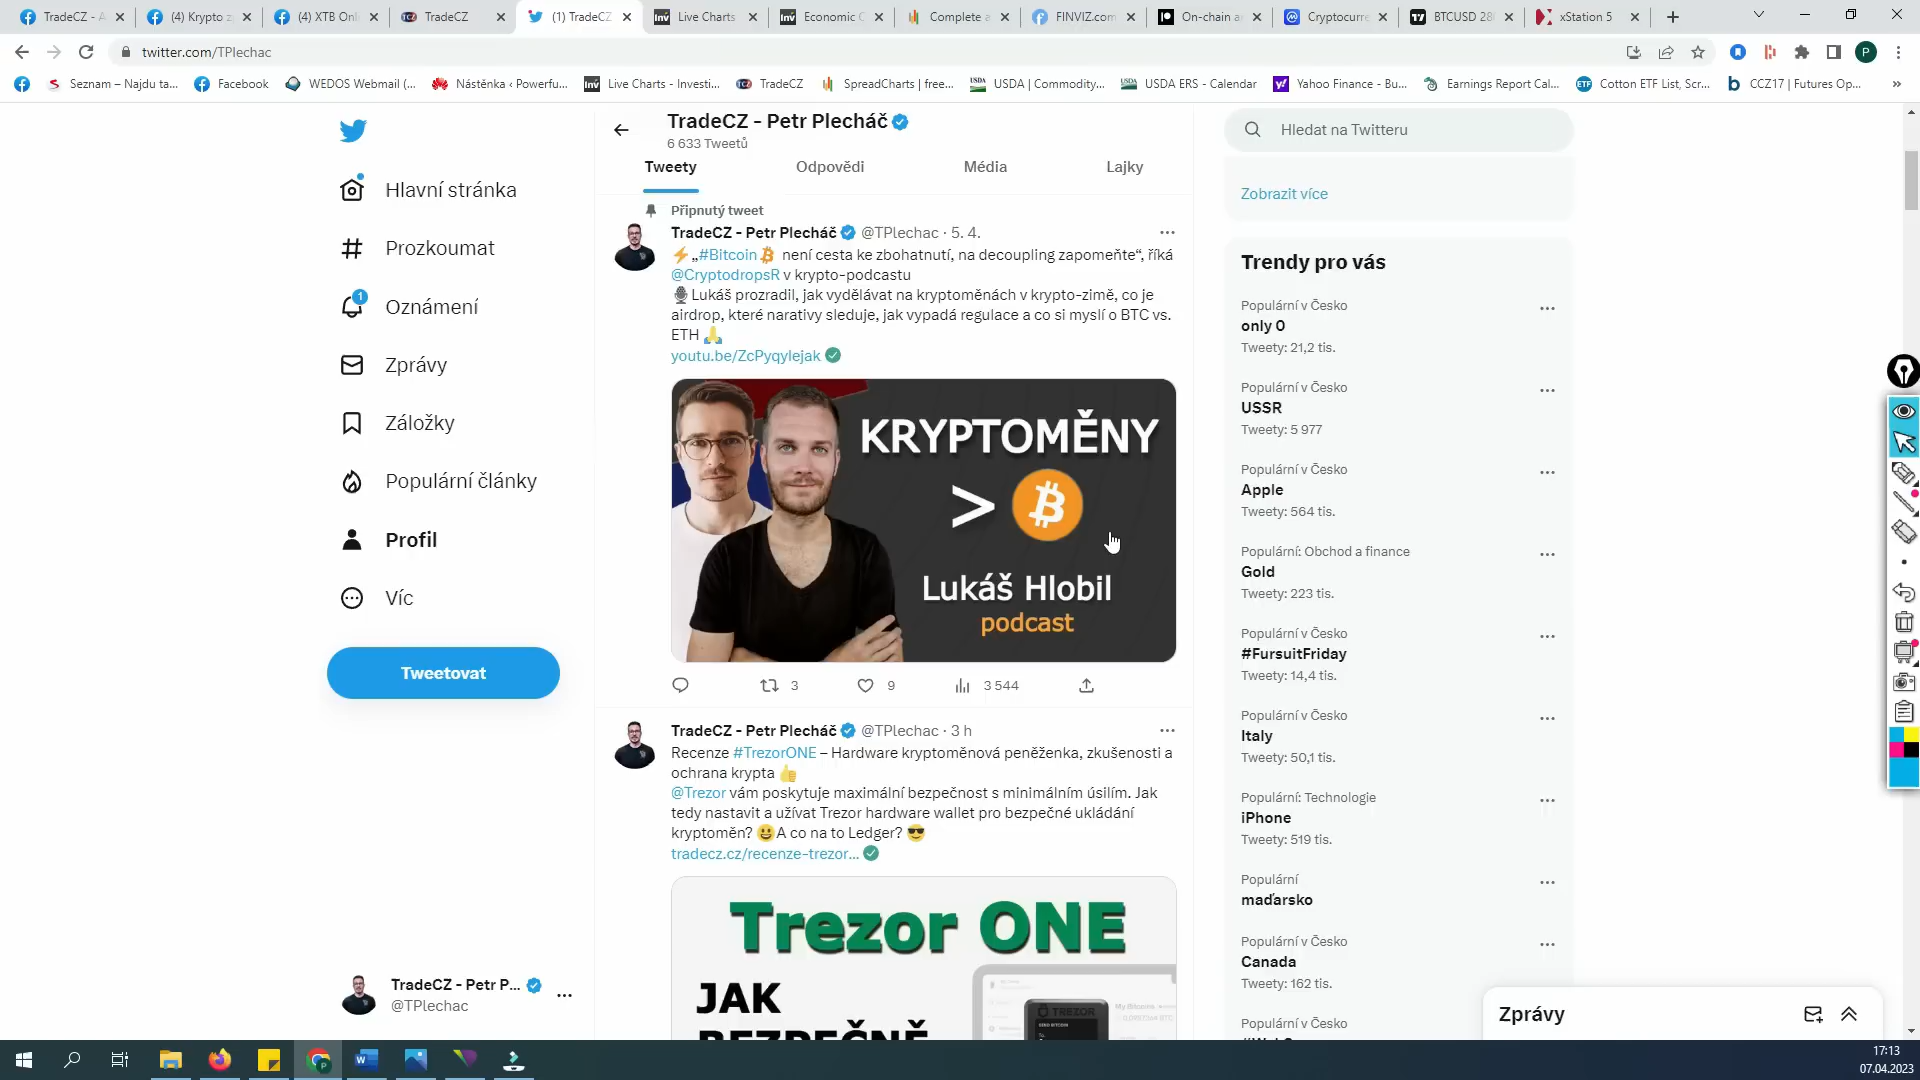 TradeCZ - A
(4) Krypto z
(4) XTB Onl
TradeCZ
(1) TradeCZ
Live Charts
Economic C
Complete a
FINVIZ.com
On-chain a
Cryptocurre
BTCUSD 28
xStation 5
twitter.com/TPlechac
Seznam – Najdu ta...
Facebook
WEDOS Webmail (...
Nástěnka ‹ Powerfu...
Live Charts - Investi...
TradeCZ
SpreadCharts | free...
USDA | Commodity...
USDA ERS - Calendar
Yahoo Finance - Bu...
Earnings Report Cal...
Cotton ETF List, Scr...
CCZ17 | Futures Op...
Hlavní stránka
Prozkoumat
1
Oznámení
Zprávy
Záložky
Populární články
Profil
Víc
Tweetovat
TradeCZ - Petr P...
@TPlechac
TradeCZ - Petr Plecháč
6 633 Tweetů
Tweety
Odpovědi
Média
Lajky
Připnutý tweet
TradeCZ - Petr Plecháč @TPlechac · 5. 4.
⚡„#Bitcoin není cesta ke zbohatnutí, na decoupling zapomeňte“, říká
@CryptodropsR v krypto-podcastu
🎙Lukáš prozradil, jak vydělávat na kryptoměnách v krypto-zimě, co je
airdrop, které narativy sleduje, jak vypadá regulace a co si myslí o BTC vs.
ETH 🙏
youtu.be/ZcPyqylejak
KRYPTOMĚNY
>
Lukáš Hlobil
podcast
3
9
3 544
TradeCZ - Petr Plecháč @TPlechac · 3 h
Recenze #TrezorONE – Hardware kryptoměnová peněženka, zkušenosti a
ochrana krypta 👍
@Trezor vám poskytuje maximální bezpečnost s minimálním úsilím. Jak
tedy nastavit a užívat Trezor hardware wallet pro bezpečné ukládání
kryptoměn? 😀A co na to Ledger? 😎
tradecz.cz/recenze-trezor...
Trezor ONE
JAK
BEZPEČNĚ
TREZOR
Hledat na Twitteru
Zobrazit více
Trendy pro vás
Populární v Česko
only 0
Tweety: 21,2 tis.
Populární v Česko
USSR
Tweety: 5 977
Populární v Česko
Apple
Tweety: 564 tis.
Populární: Obchod a finance
Gold
Tweety: 223 tis.
Populární v Česko
#FursuitFriday
Tweety: 14,4 tis.
Populární v Česko
Italy
Tweety: 50,1 tis.
Populární: Technologie
iPhone
Tweety: 519 tis.
Populární
maďarsko
Populární v Česko
Canada
Tweety: 162 tis.
Populární v Česko
Zprávy
17:13
07.04.2023